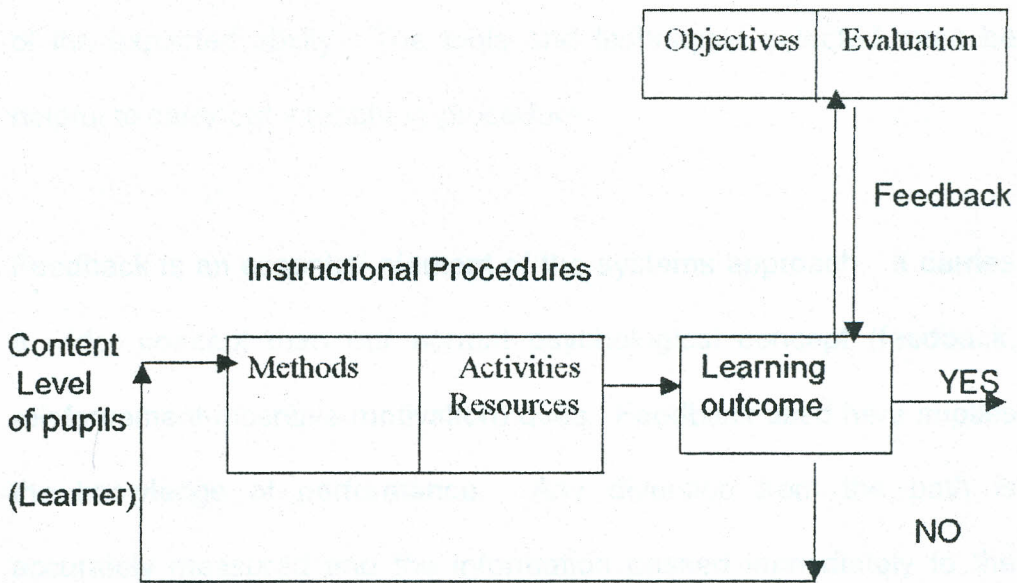 Objectives Evaluation
Feedback
Instructional Procedures
Content
Level
of pupils
(Learner)
Methods
Activities
Resources
Learning
outcome
YES
NO